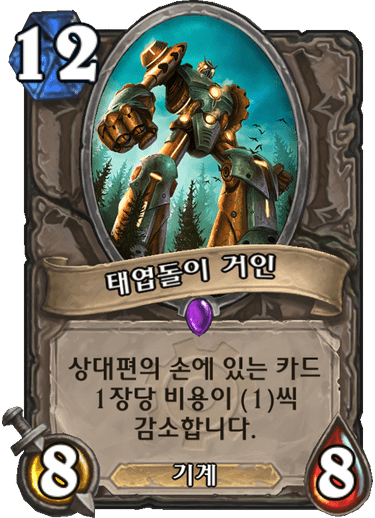 12
태엽돌이 거인
상대편의 손에 있는 카드
1장당 비용이 (1)씩
감소합니다.
8
기계
8